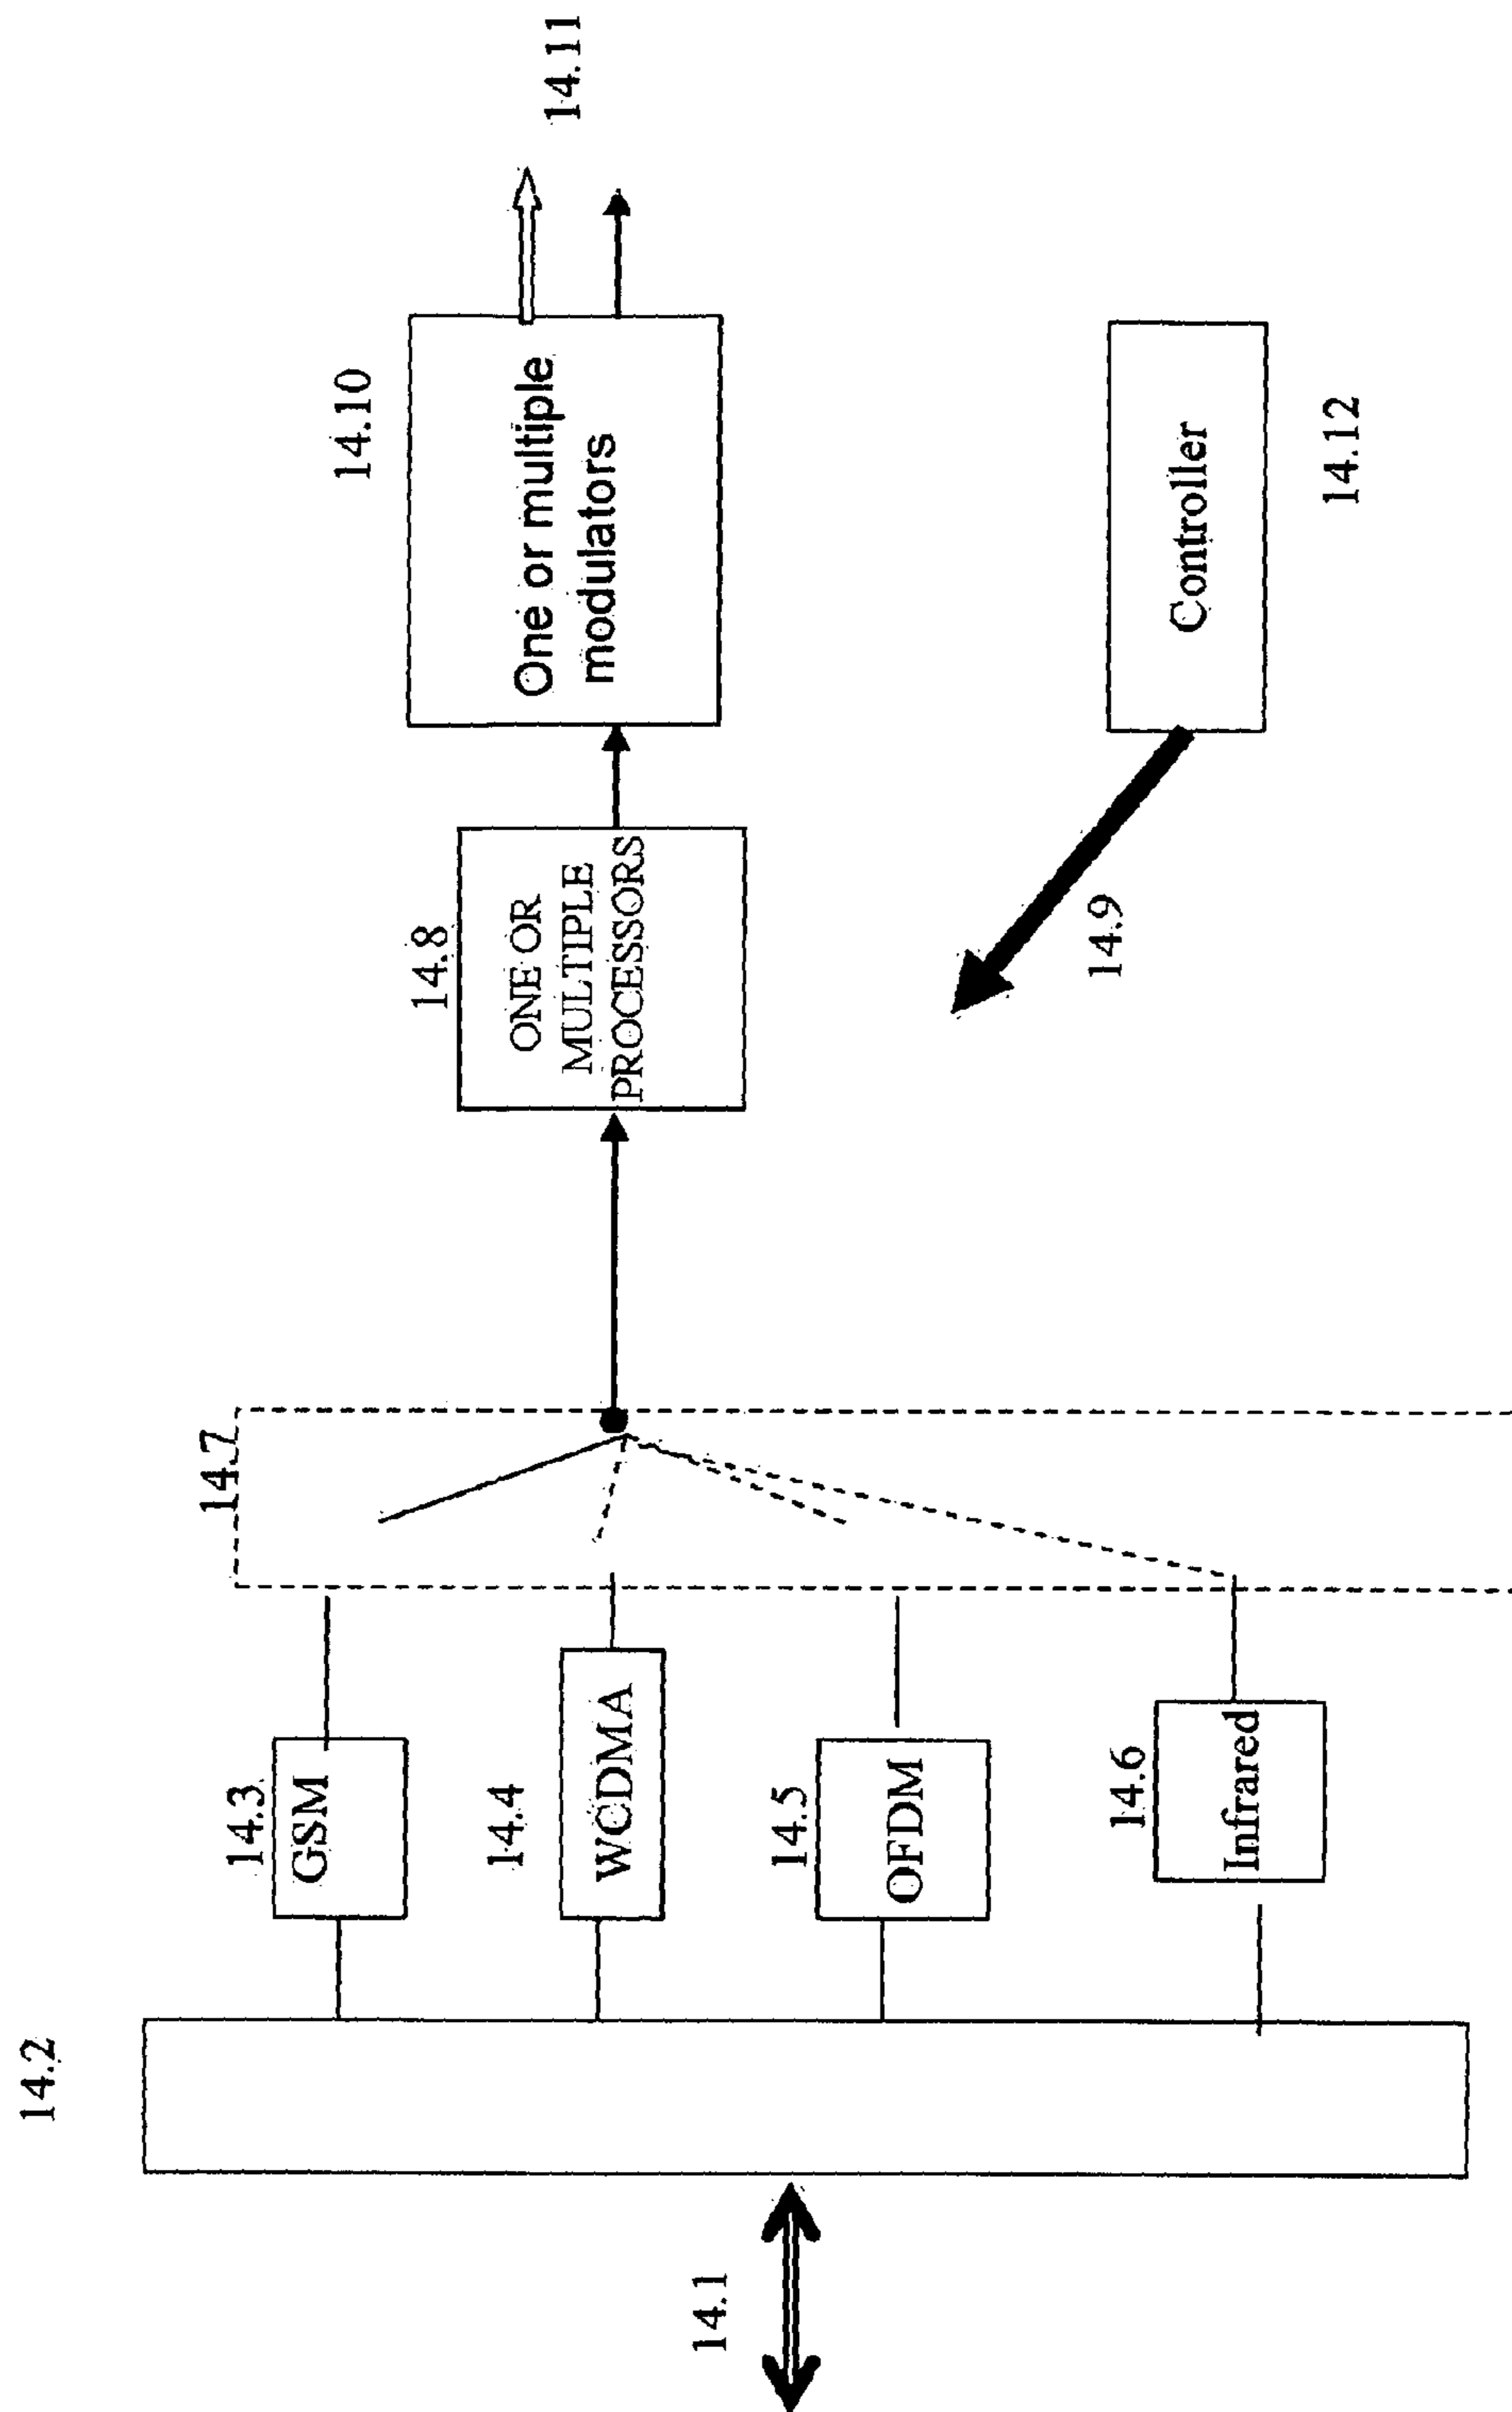 14.1
14.2
14.3
GSM
14.4
WCDMA
14.5
OFDM
14.6
Infrared
14.7
14.8
ONE OR
MULTIPLE
PROCESSORS
14.9
14.10
One or multiple
modulators
14.11
Controller
14.12